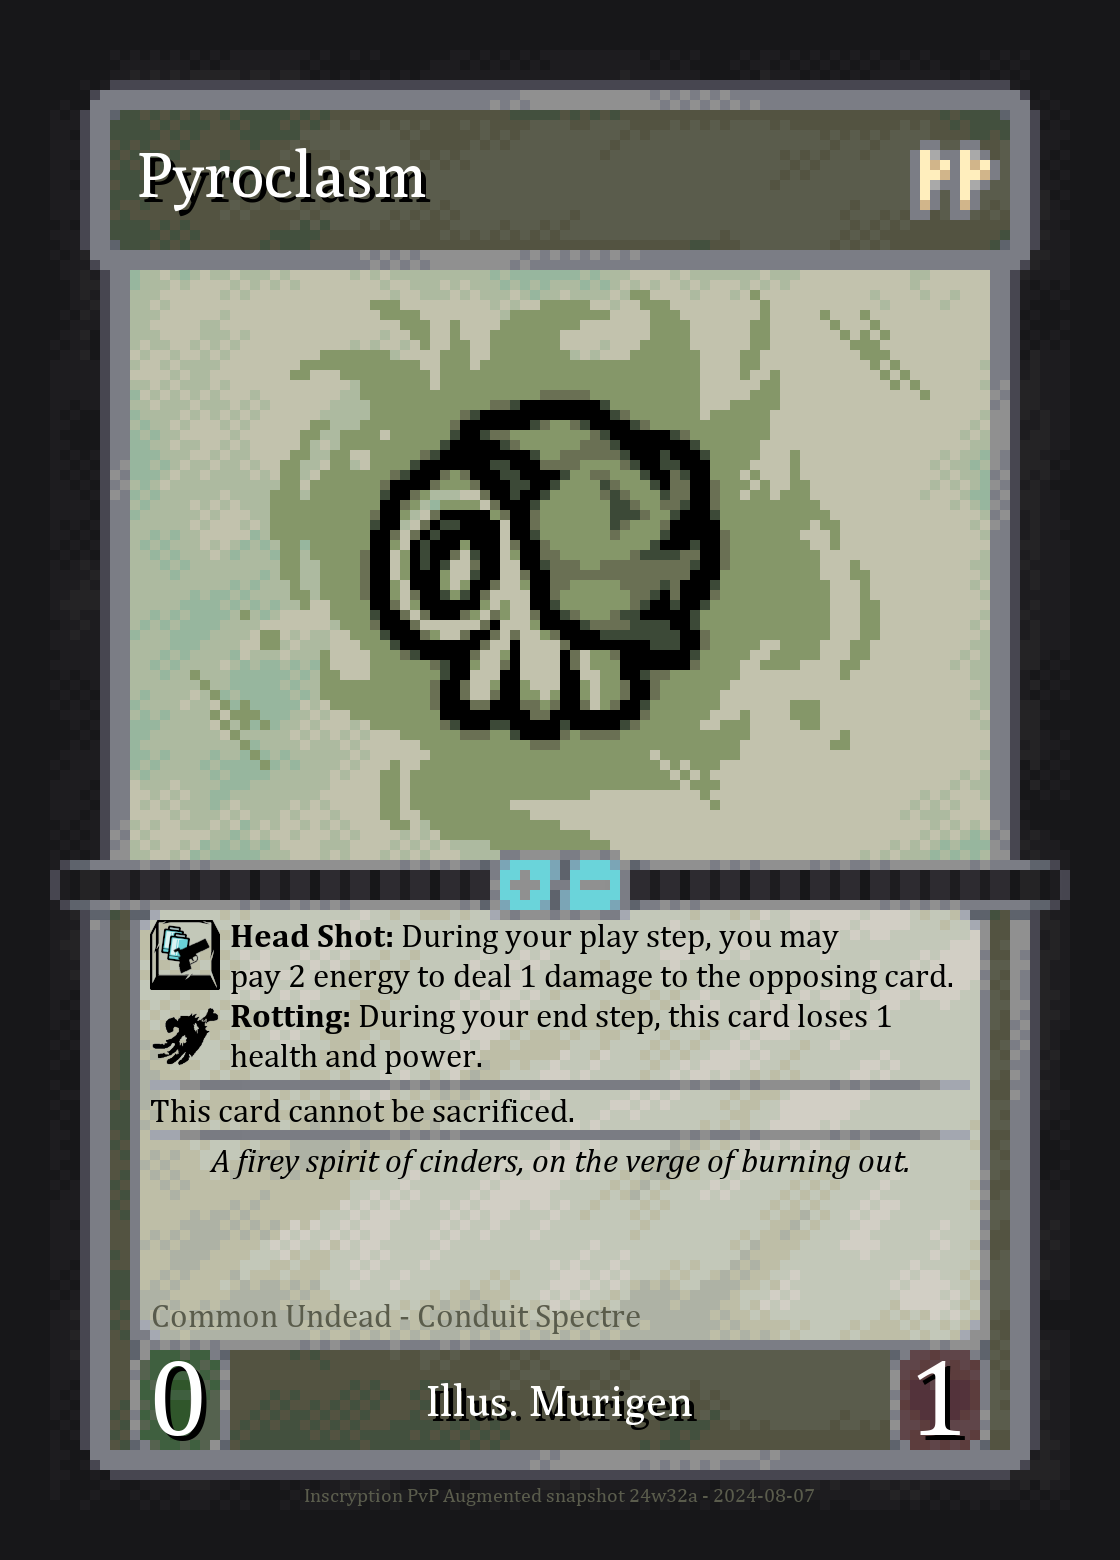 Pyroclasm
Head Shot: During your play step, you may
pay 2 energy to deal 1 damage to the opposing card.
Rotting: During your end step, this card loses 1
health and power.
This card cannot be sacrificed.
A firey spirit of cinders, on the verge of burning out.
Common Undead - Conduit Spectre
0
Illus. Murigen
1
Inscryption PvP Augmented snapshot 24w32a - 2024-08-07